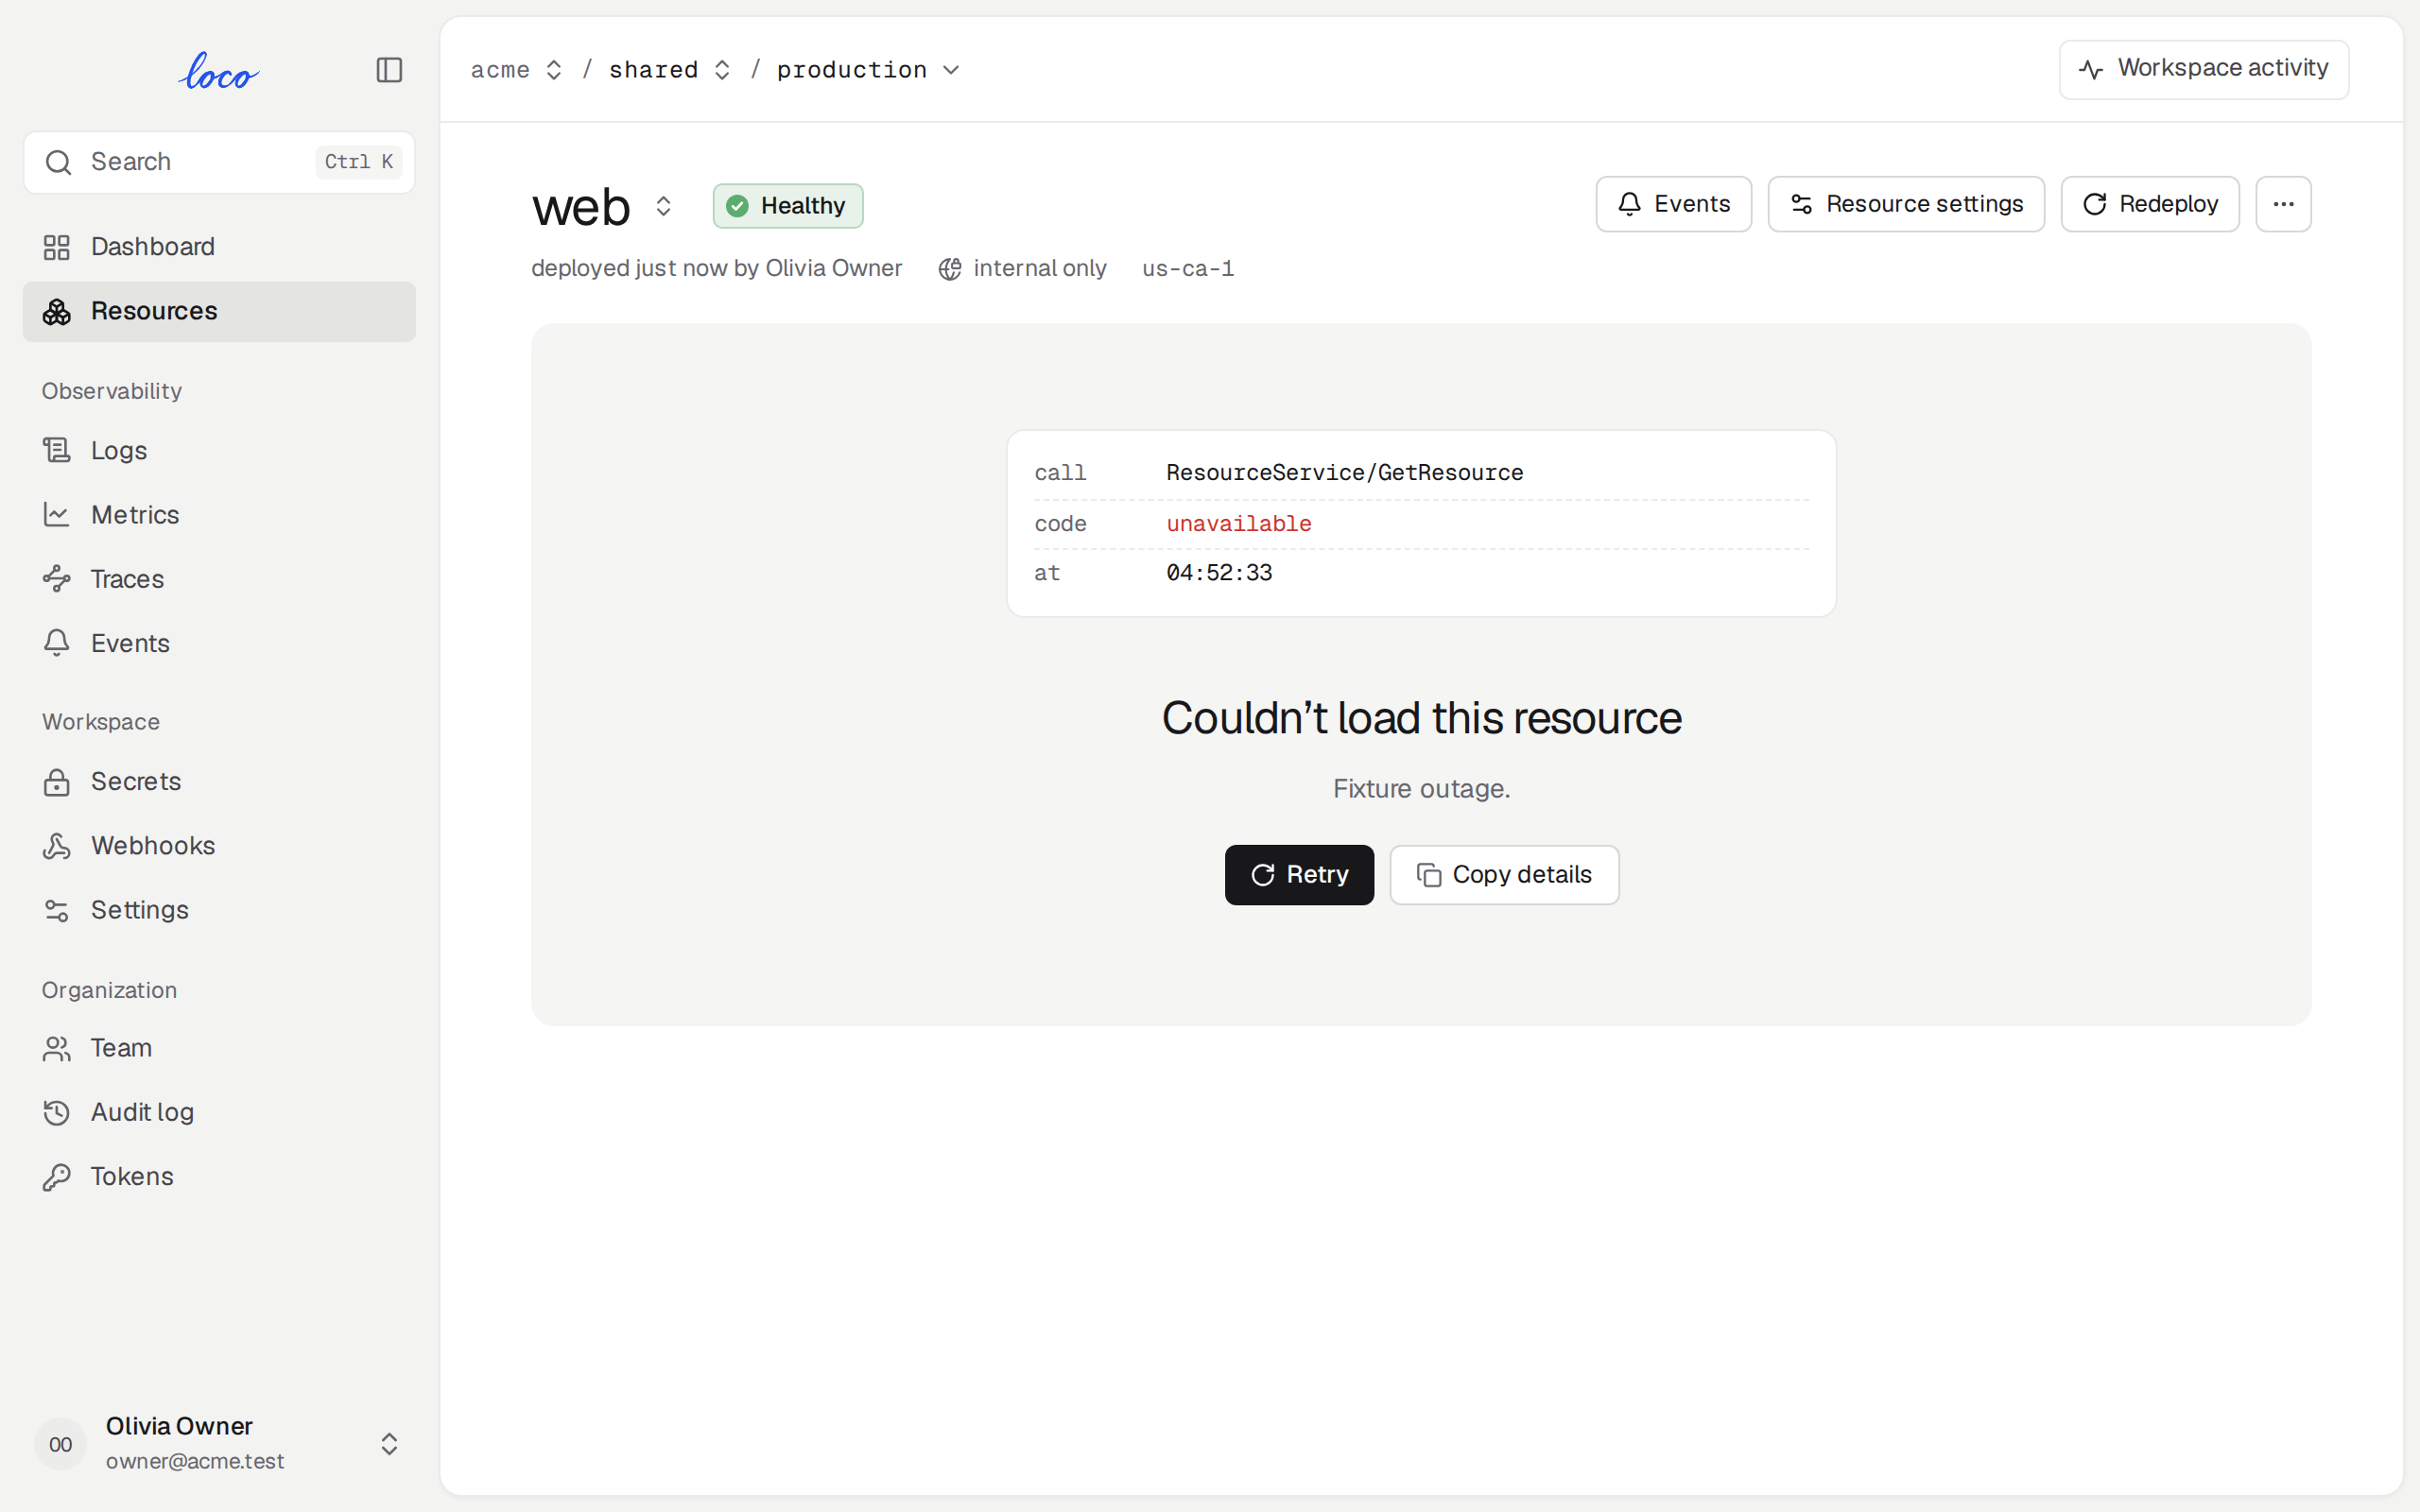 loco
Search Ctrl K
Dashboard
Resources
Observability
Logs
Metrics
Traces
Events
Workspace
Secrets
Webhooks
Settings
Organization
Team
Audit log
Tokens
OO Olivia Owner
owner@acme.test
acme / shared / production
Workspace activity
web Healthy
Events Resource settings Redeploy
deployed just now by Olivia Owner internal only us-ca-1
call ResourceService/GetResource
code unavailable
at 04:52:33
Couldn’t load this resource
Fixture outage.
Retry Copy details